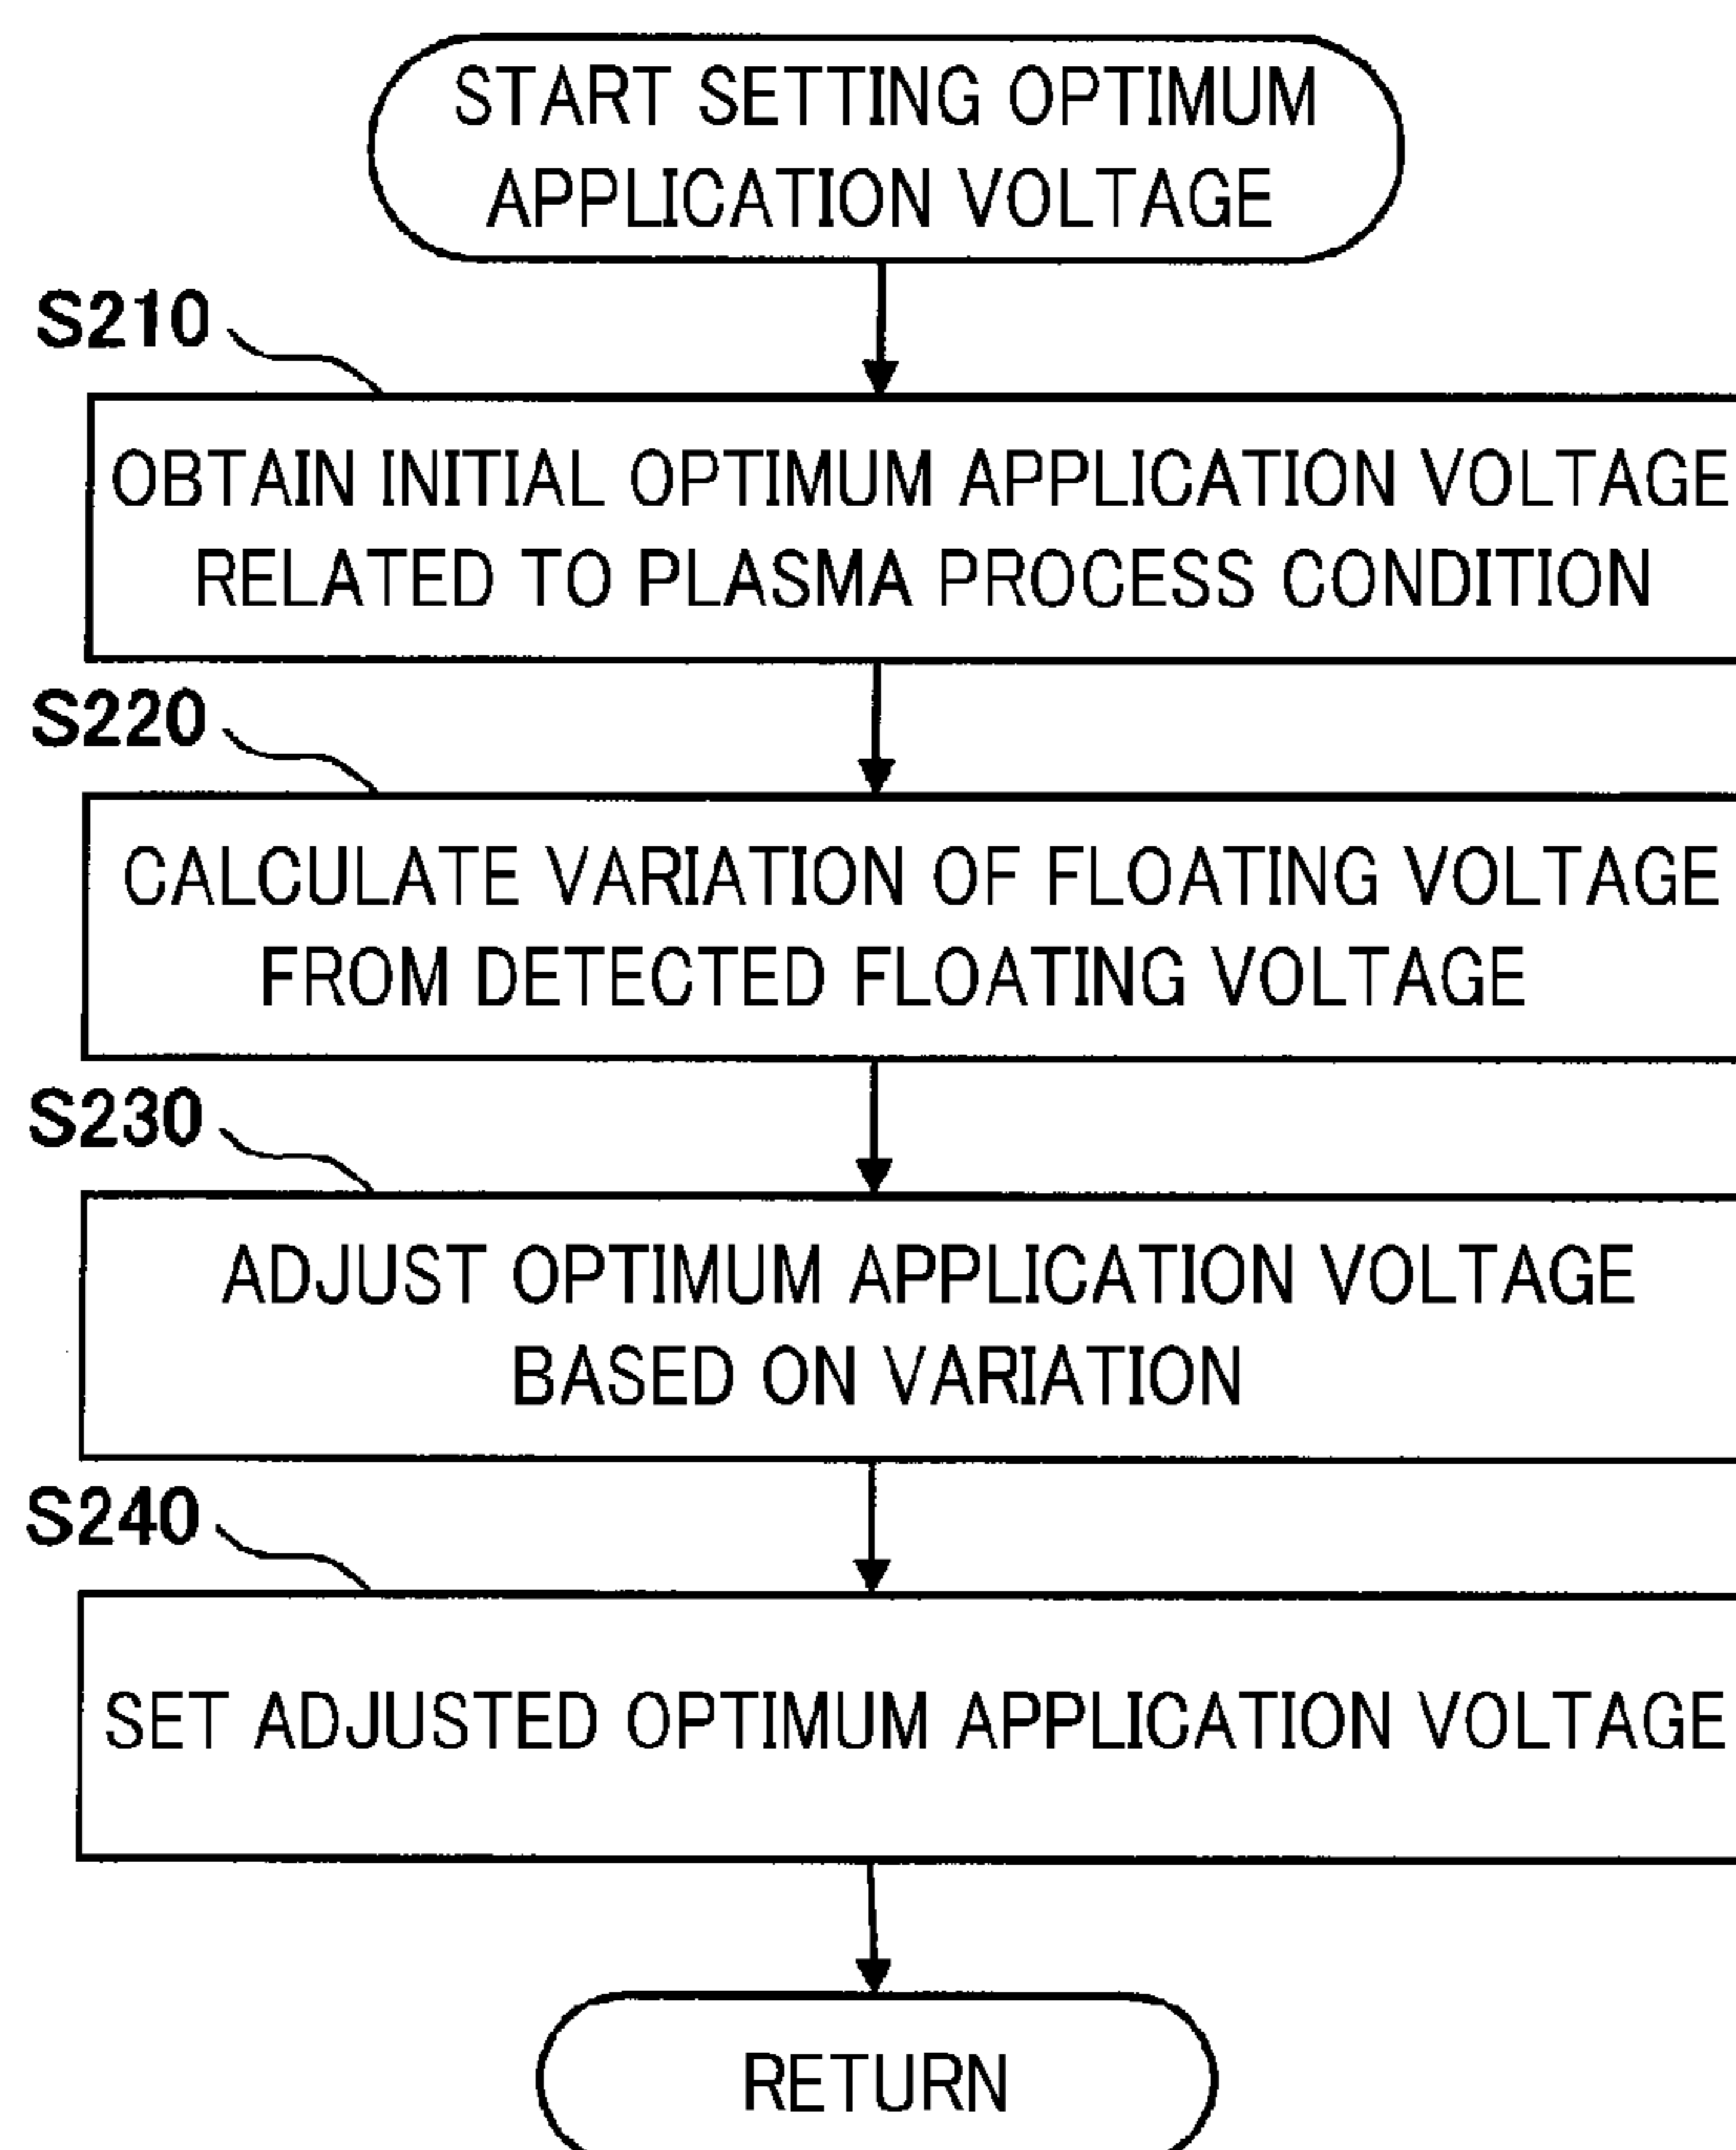 START SETTING OPTIMUM
APPLICATION VOLTAGE
S210
OBTAIN INITIAL OPTIMUM APPLICATION VOLTAGE
RELATED TO PLASMA PROCESS CONDITION
S220
CALCULATE VARIATION OF FLOATING VOLTAGE
FROM DETECTED FLOATING VOLTAGE
S230
ADJUST OPTIMUM APPLICATION VOLTAGE
BASED ON VARIATION
S240
SET ADJUSTED OPTIMUM APPLICATION VOLTAGE
RETURN